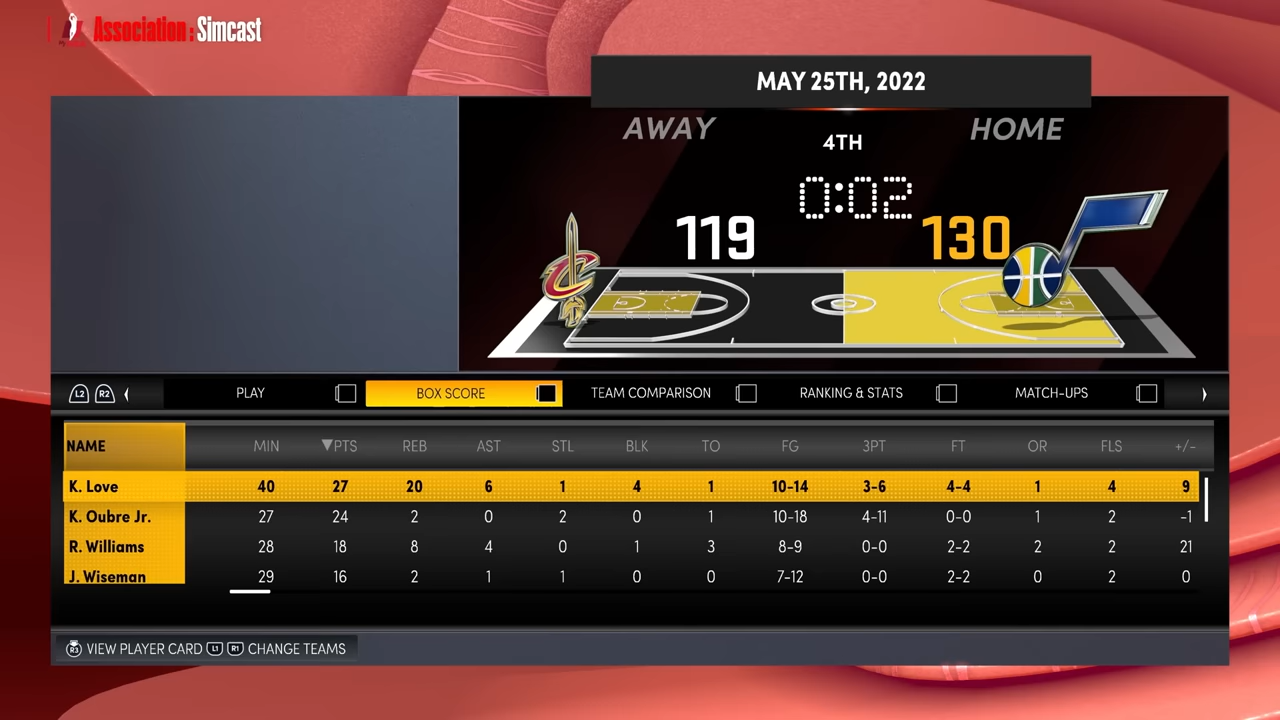 Association : Simcast
MAY 25TH, 2022
AWAY
HOME
4TH
0:02
119
130
L2 R2 PLAY BOX SCORE TEAM COMPARISON RANKING & STATS MATCH-UPS
NAME MIN PTS REB AST STL BLK TO FG 3PT FT OR FLS +/-
K. Love 40 27 20 6 1 4 1 10-14 3-6 4-4 1 4 9
K. Oubre Jr. 27 24 2 0 2 0 1 10-18 4-11 0-0 1 2 -1
R. Williams 28 18 8 4 0 1 3 8-9 0-0 2-2 2 2 21
J. Wiseman 29 16 2 1 1 0 0 7-12 0-0 2-2 0 2 0
R3 VIEW PLAYER CARD L1 R1 CHANGE TEAMS